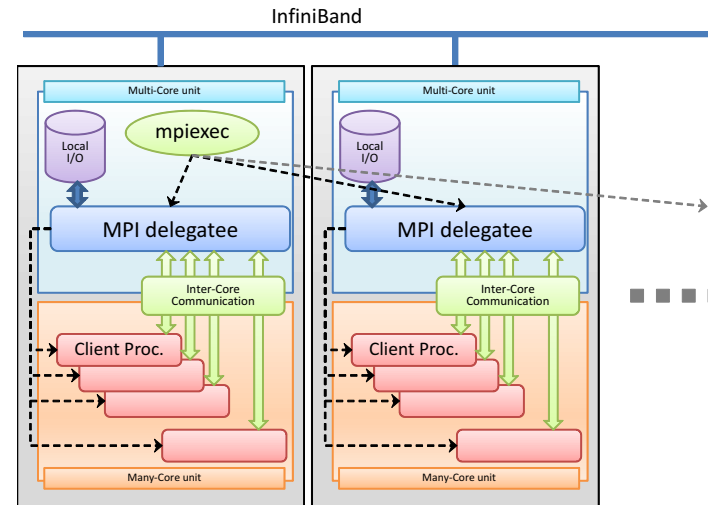 InfiniBand
Multi-Core unit
Local
I/O
mpiexec
MPI delegatee
Inter-Core
Communication
Client Proc.
Many-Core unit
Multi-Core unit
Local
I/O
MPI delegatee
Inter-Core
Communication
Client Proc.
Many-Core unit